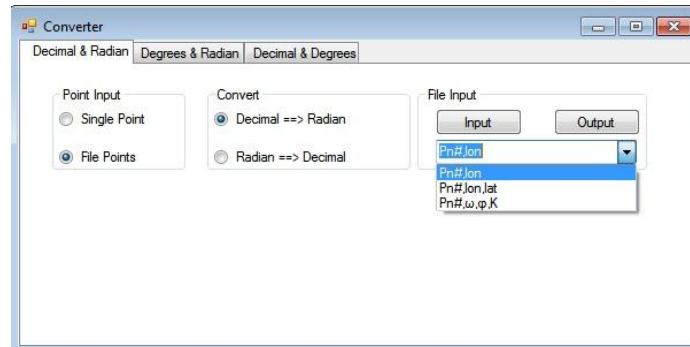 Converter
Decimal & Radian Degrees & Radian Decimal & Degrees
Point Input
Single Point
File Points
Convert
Decimal ==> Radian
Radian ==> Decimal
File Input
Input Output
Pn#,lon
Pn#,lon
Pn#,lon,lat
Pn#,ω,φ,K